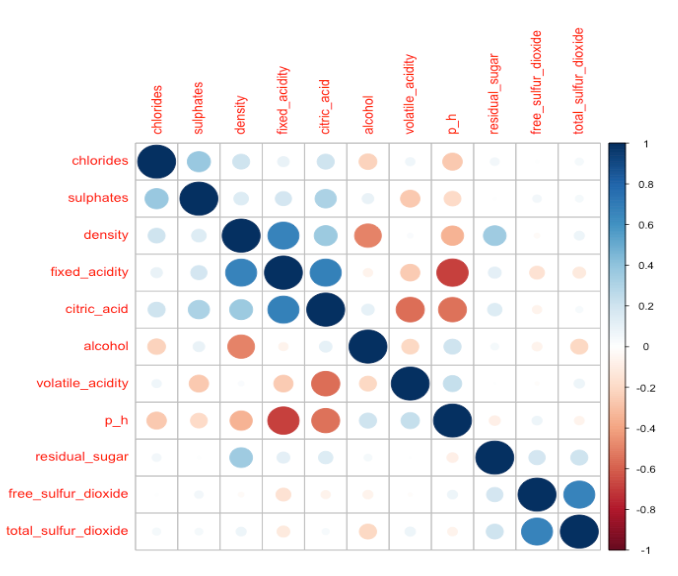 chlorides
sulphates
density
fixed_acidity
citric_acid
alcohol
volatile_acidity
p_h
residual_sugar
free_sulfur_dioxide
total_sulfur_dioxide
chlorides
sulphates
density
fixed_acidity
citric_acid
alcohol
volatile_acidity
p_h
residual_sugar
free_sulfur_dioxide
total_sulfur_dioxide
1
0.8
0.6
0.4
0.2
0
-0.2
-0.4
-0.6
-0.8
-1